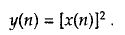 y(n) = [x(n)]².